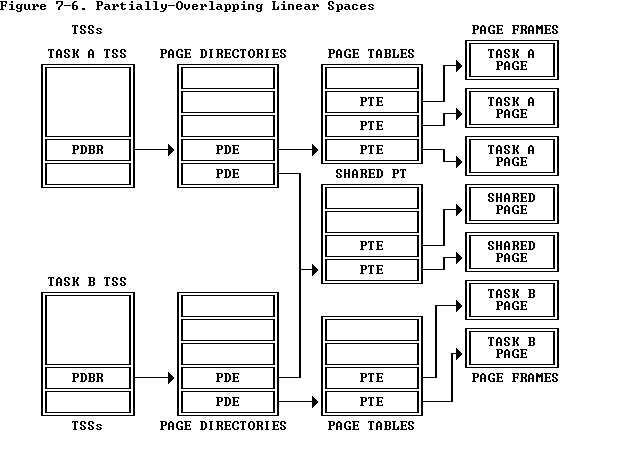 Figure 7-6. Partially-Overlapping Linear Spaces
TSSs
PAGE FRAMES
TASK A TSS
PAGE DIRECTORIES
PAGE TABLES
TASK A
PAGE
PTE
TASK A
PAGE
PTE
PDBR
PDE
PTE
TASK A
PAGE
PDE
SHARED PT
SHARED
PAGE
PTE
SHARED
PAGE
PTE
TASK B TSS
TASK B
PAGE
TASK B
PAGE
PDBR
PDE
PTE
PAGE FRAMES
PDE
PTE
TSSs
PAGE DIRECTORIES
PAGE TABLES